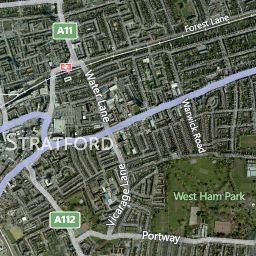 Forest Lane
A11
Water Lane
Warwick Road
STRATFORD
Vicarage Lane
West Ham Park
A112
Portway